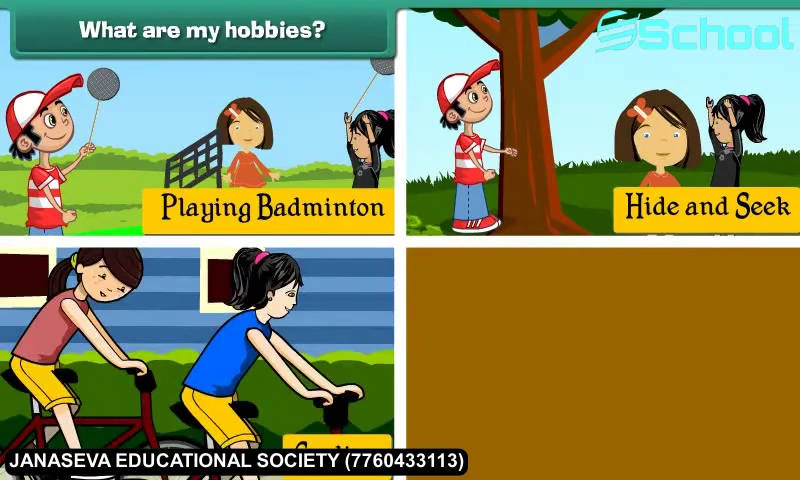 What are my hobbies?
School
Playing Badminton
Hide and Seek
JANASEVA EDUCATIONAL SOCIETY (7760433113)